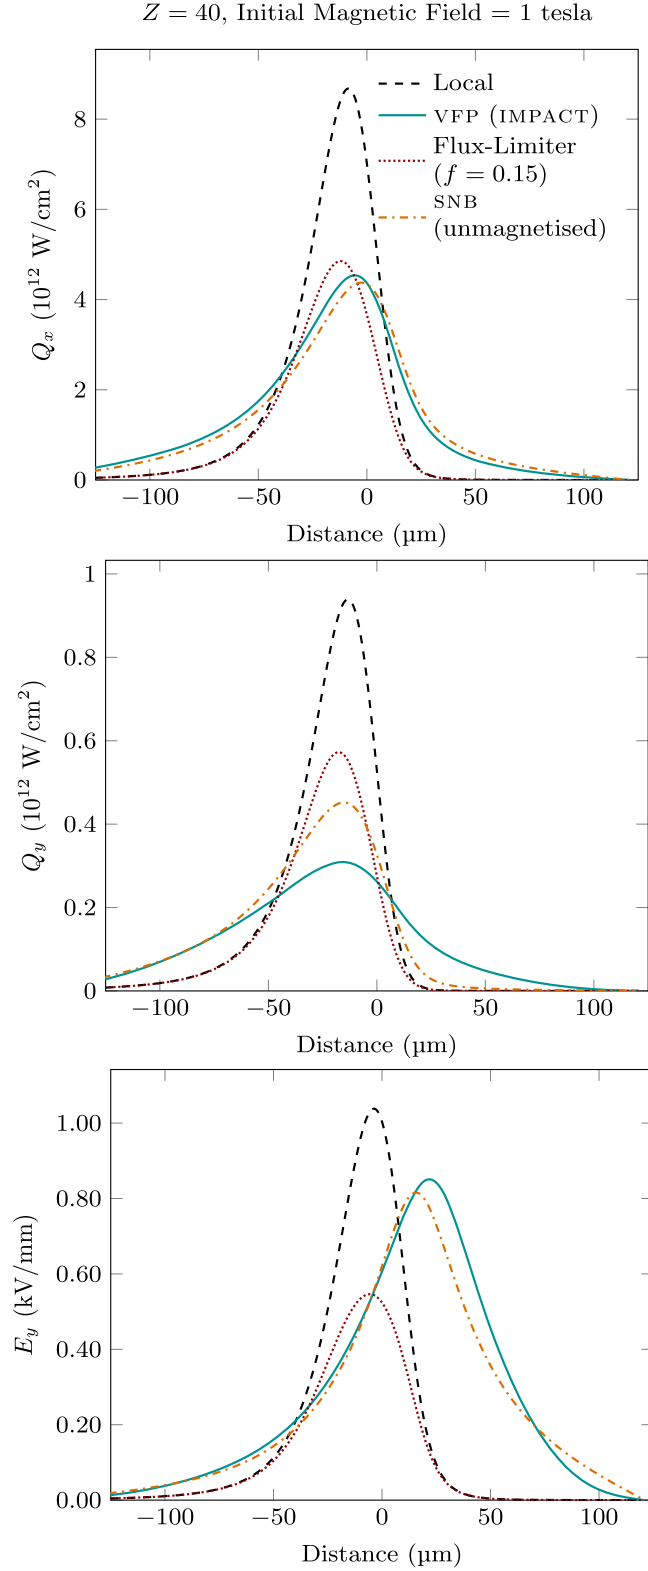 Z = 40, Initial Magnetic Field = 1 tesla
Local
VFP (IMPACT)
Flux-Limiter
(f = 0.15)
SNB
(unmagnetised)
Qx (10^12 W/cm^2)
8
6
4
2
0
−100 −50 0 50 100
Distance (µm)
Qy (10^12 W/cm^2)
1
0.8
0.6
0.4
0.2
0
−100 −50 0 50 100
Distance (µm)
Ey (kV/mm)
1.00
0.80
0.60
0.40
0.20
0.00
−100 −50 0 50 100
Distance (µm)